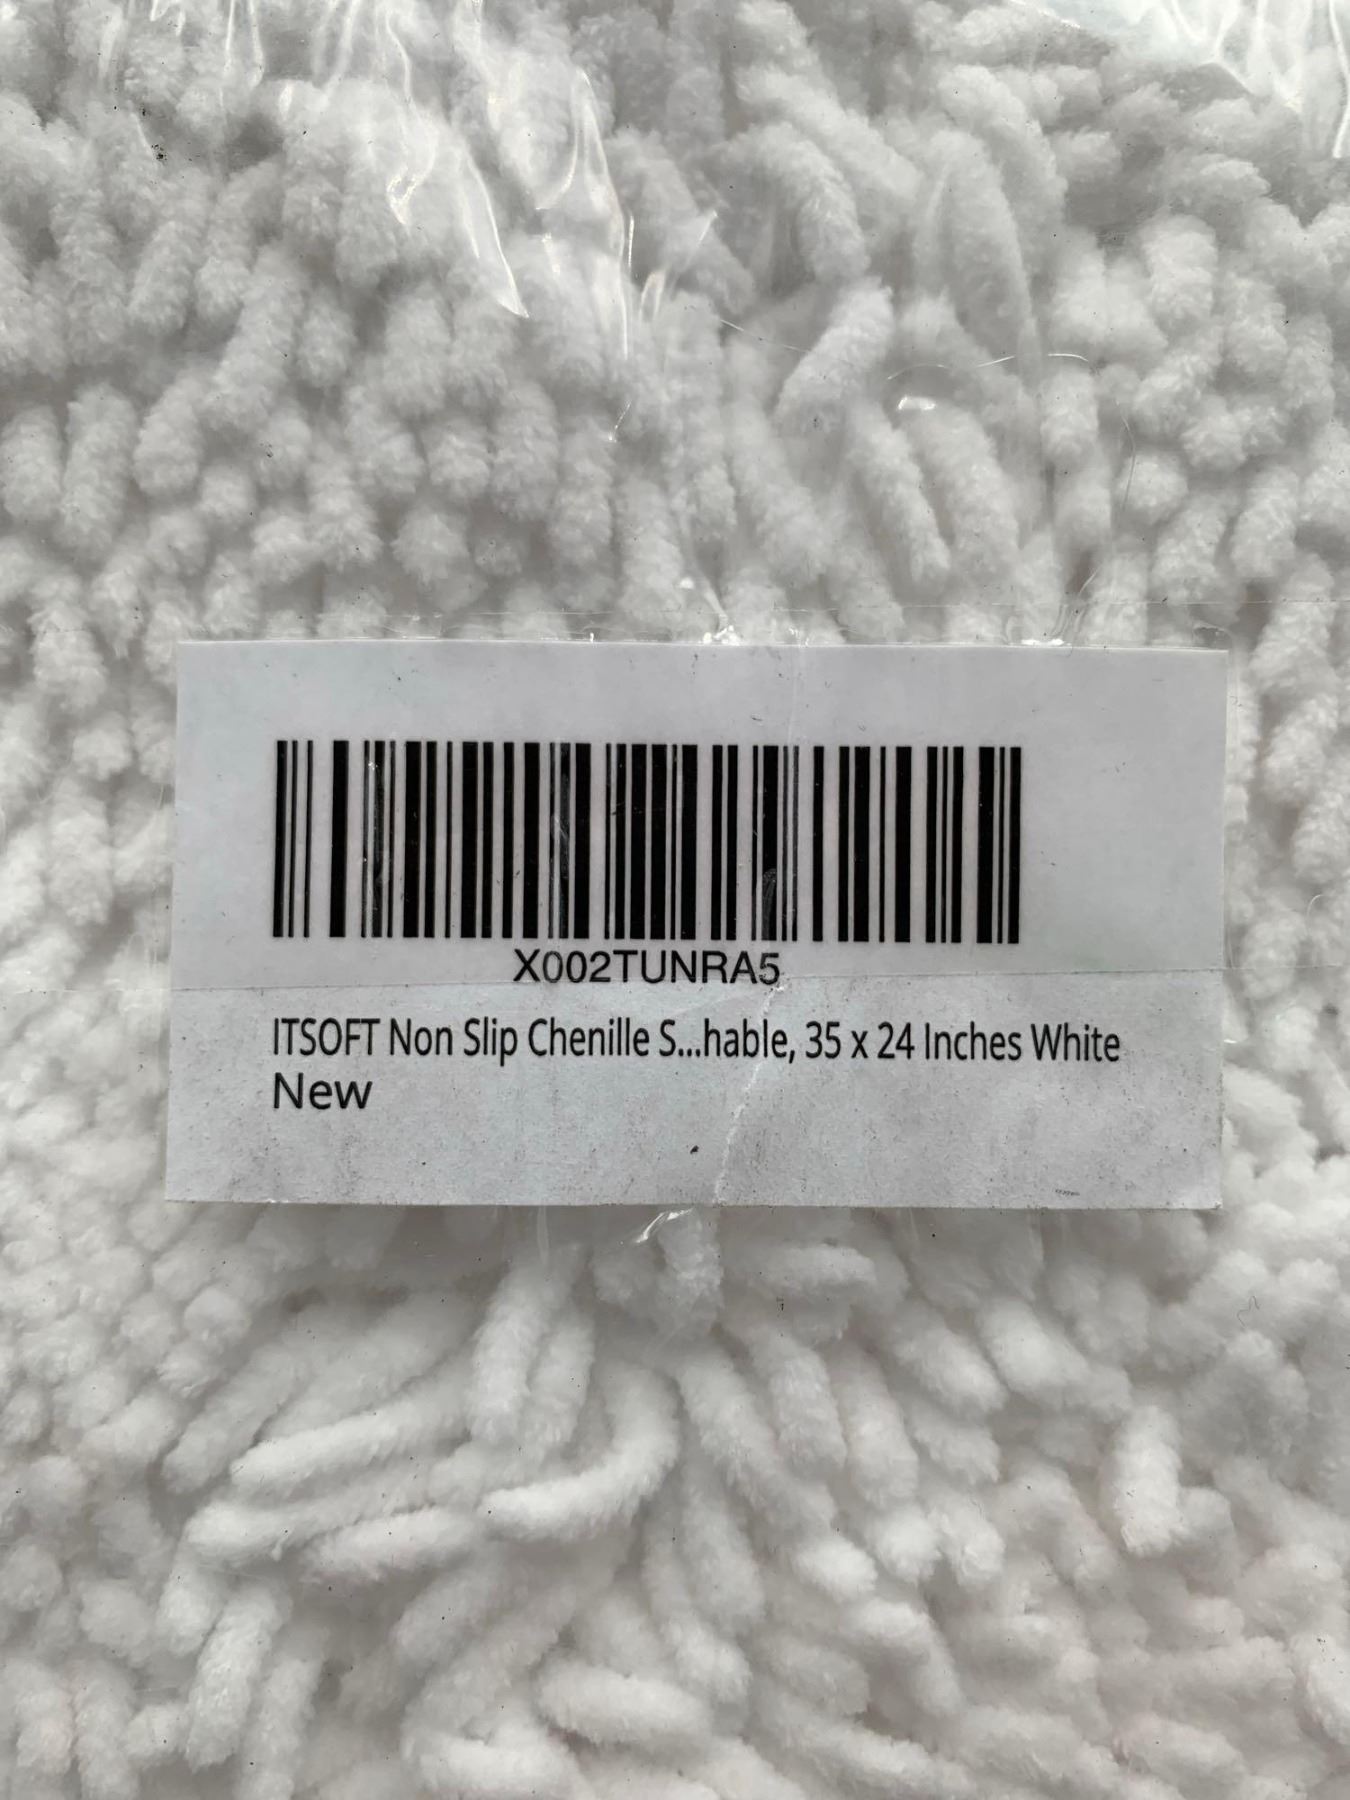 X002TUNRA5
ITSOFT Non Slip Chenille S...hable, 35 x 24 Inches White
New